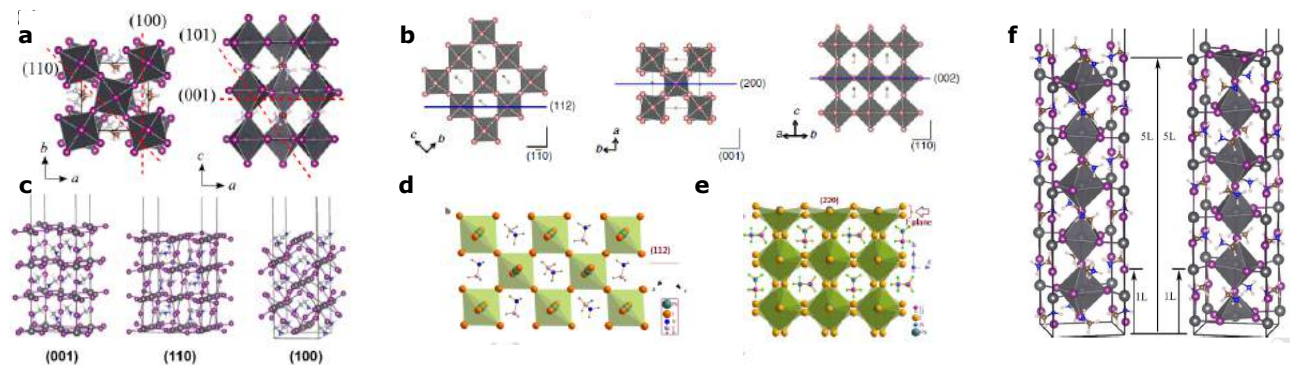 a
(100)
(110)
b
a
(101)
(001)
c
a
b
(112)
c
b
(110)
(200)
a
b
(001)
(002)
c
a
b
(110)
c
(001)
(110)
(100)
d
(112)
e
(220)
plane
f
5L
5L
1L
1L